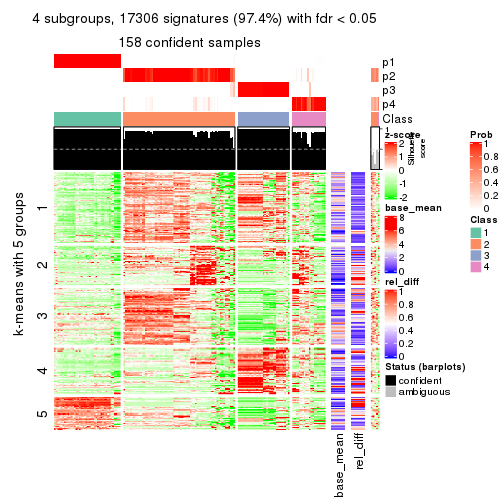 4 subgroups, 17306 signatures (97.4%) with fdr < 0.05
158 confident samples
p1
p2
p3
p4
Class
1
Silhouette
score
k-means with 5 groups
1
2
3
4
5
base_mean
rel_diff
z-score
2
1
0
-1
-2
base_mean
8
6
4
2
0
rel_diff
1
0.8
0.6
0.4
0.2
0
Status (barplots)
confident
ambiguous
Prob
1
0.8
0.6
0.4
0.2
0
Class
1
2
3
4